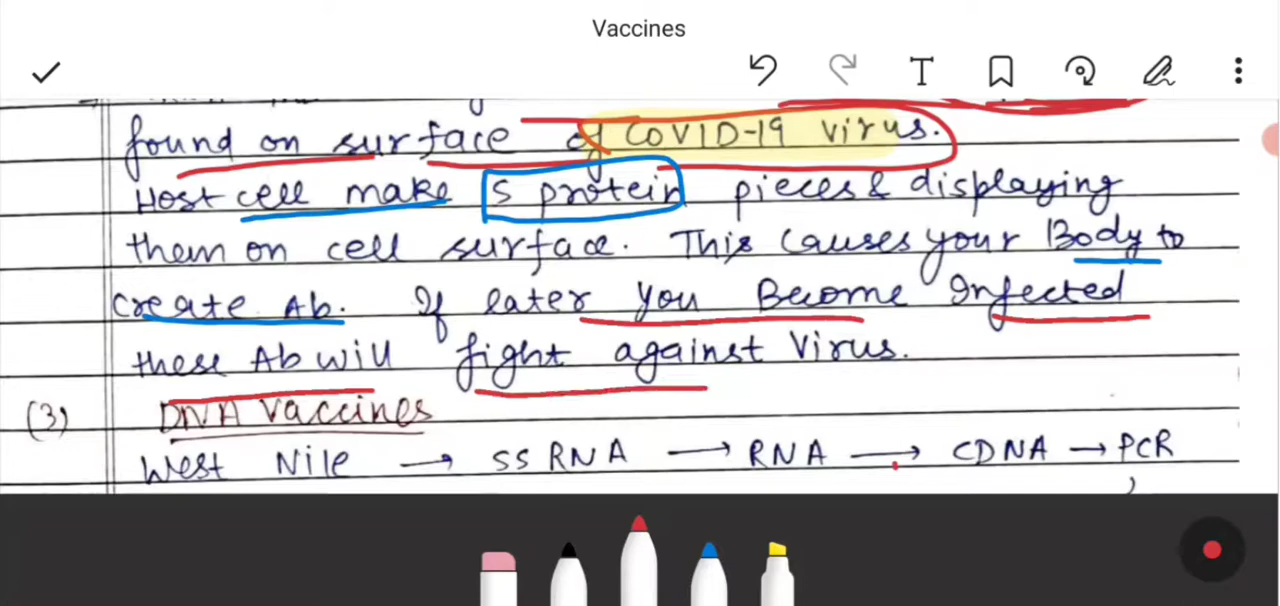 Vaccines
found on surface of COVID-19 Virus.
Host cell make S protein pieces & displaying
them on cell surface. This causes your Body to
create Ab. If later you Become Infected
these Ab will fight against Virus.
(3) DNA Vaccines
West Nile → SS RNA → RNA → CDNA → PCR